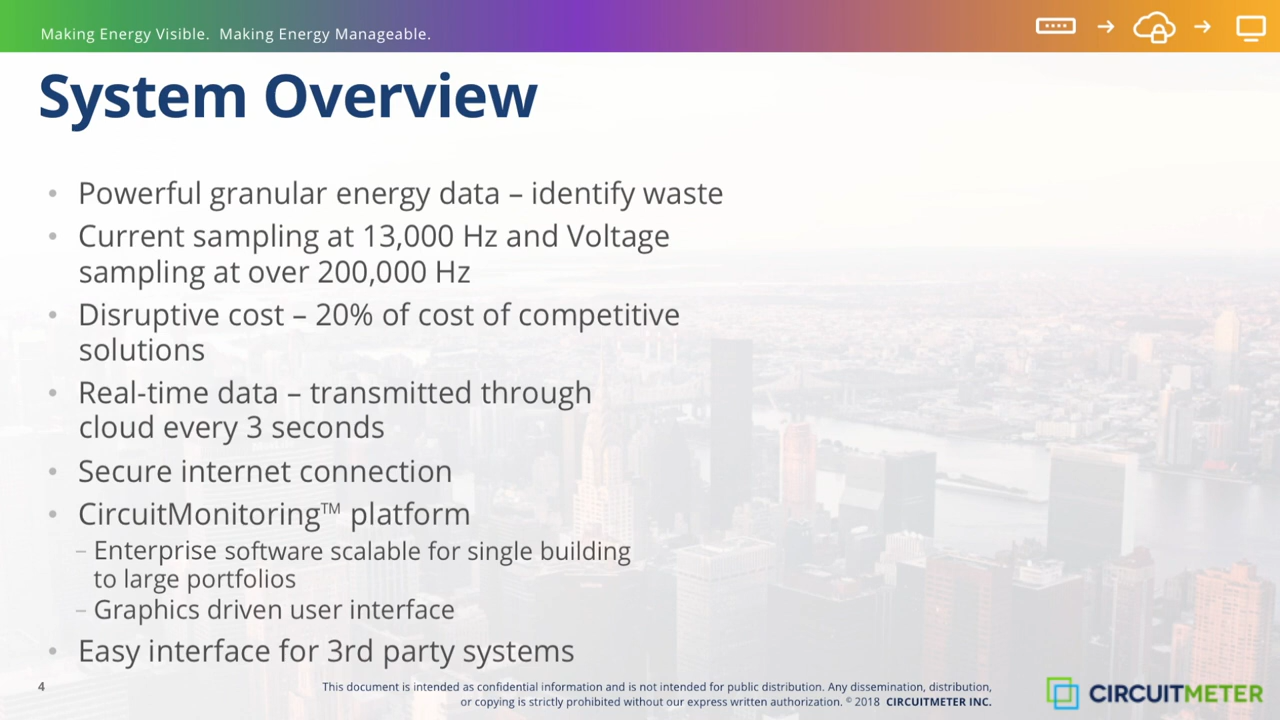 Making Energy Visible.  Making Energy Manageable.
System Overview
• Powerful granular energy data – identify waste
• Current sampling at 13,000 Hz and Voltage
sampling at over 200,000 Hz
• Disruptive cost – 20% of cost of competitive
solutions
• Real-time data – transmitted through
cloud every 3 seconds
• Secure internet connection
• CircuitMonitoring™ platform
– Enterprise software scalable for single building
to large portfolios
– Graphics driven user interface
• Easy interface for 3rd party systems
4
This document is intended as confidential information and is not intended for public distribution. Any dissemination, distribution,
or copying is strictly prohibited without our express written authorization. © 2018 CIRCUITMETER INC.
CIRCUITMETER